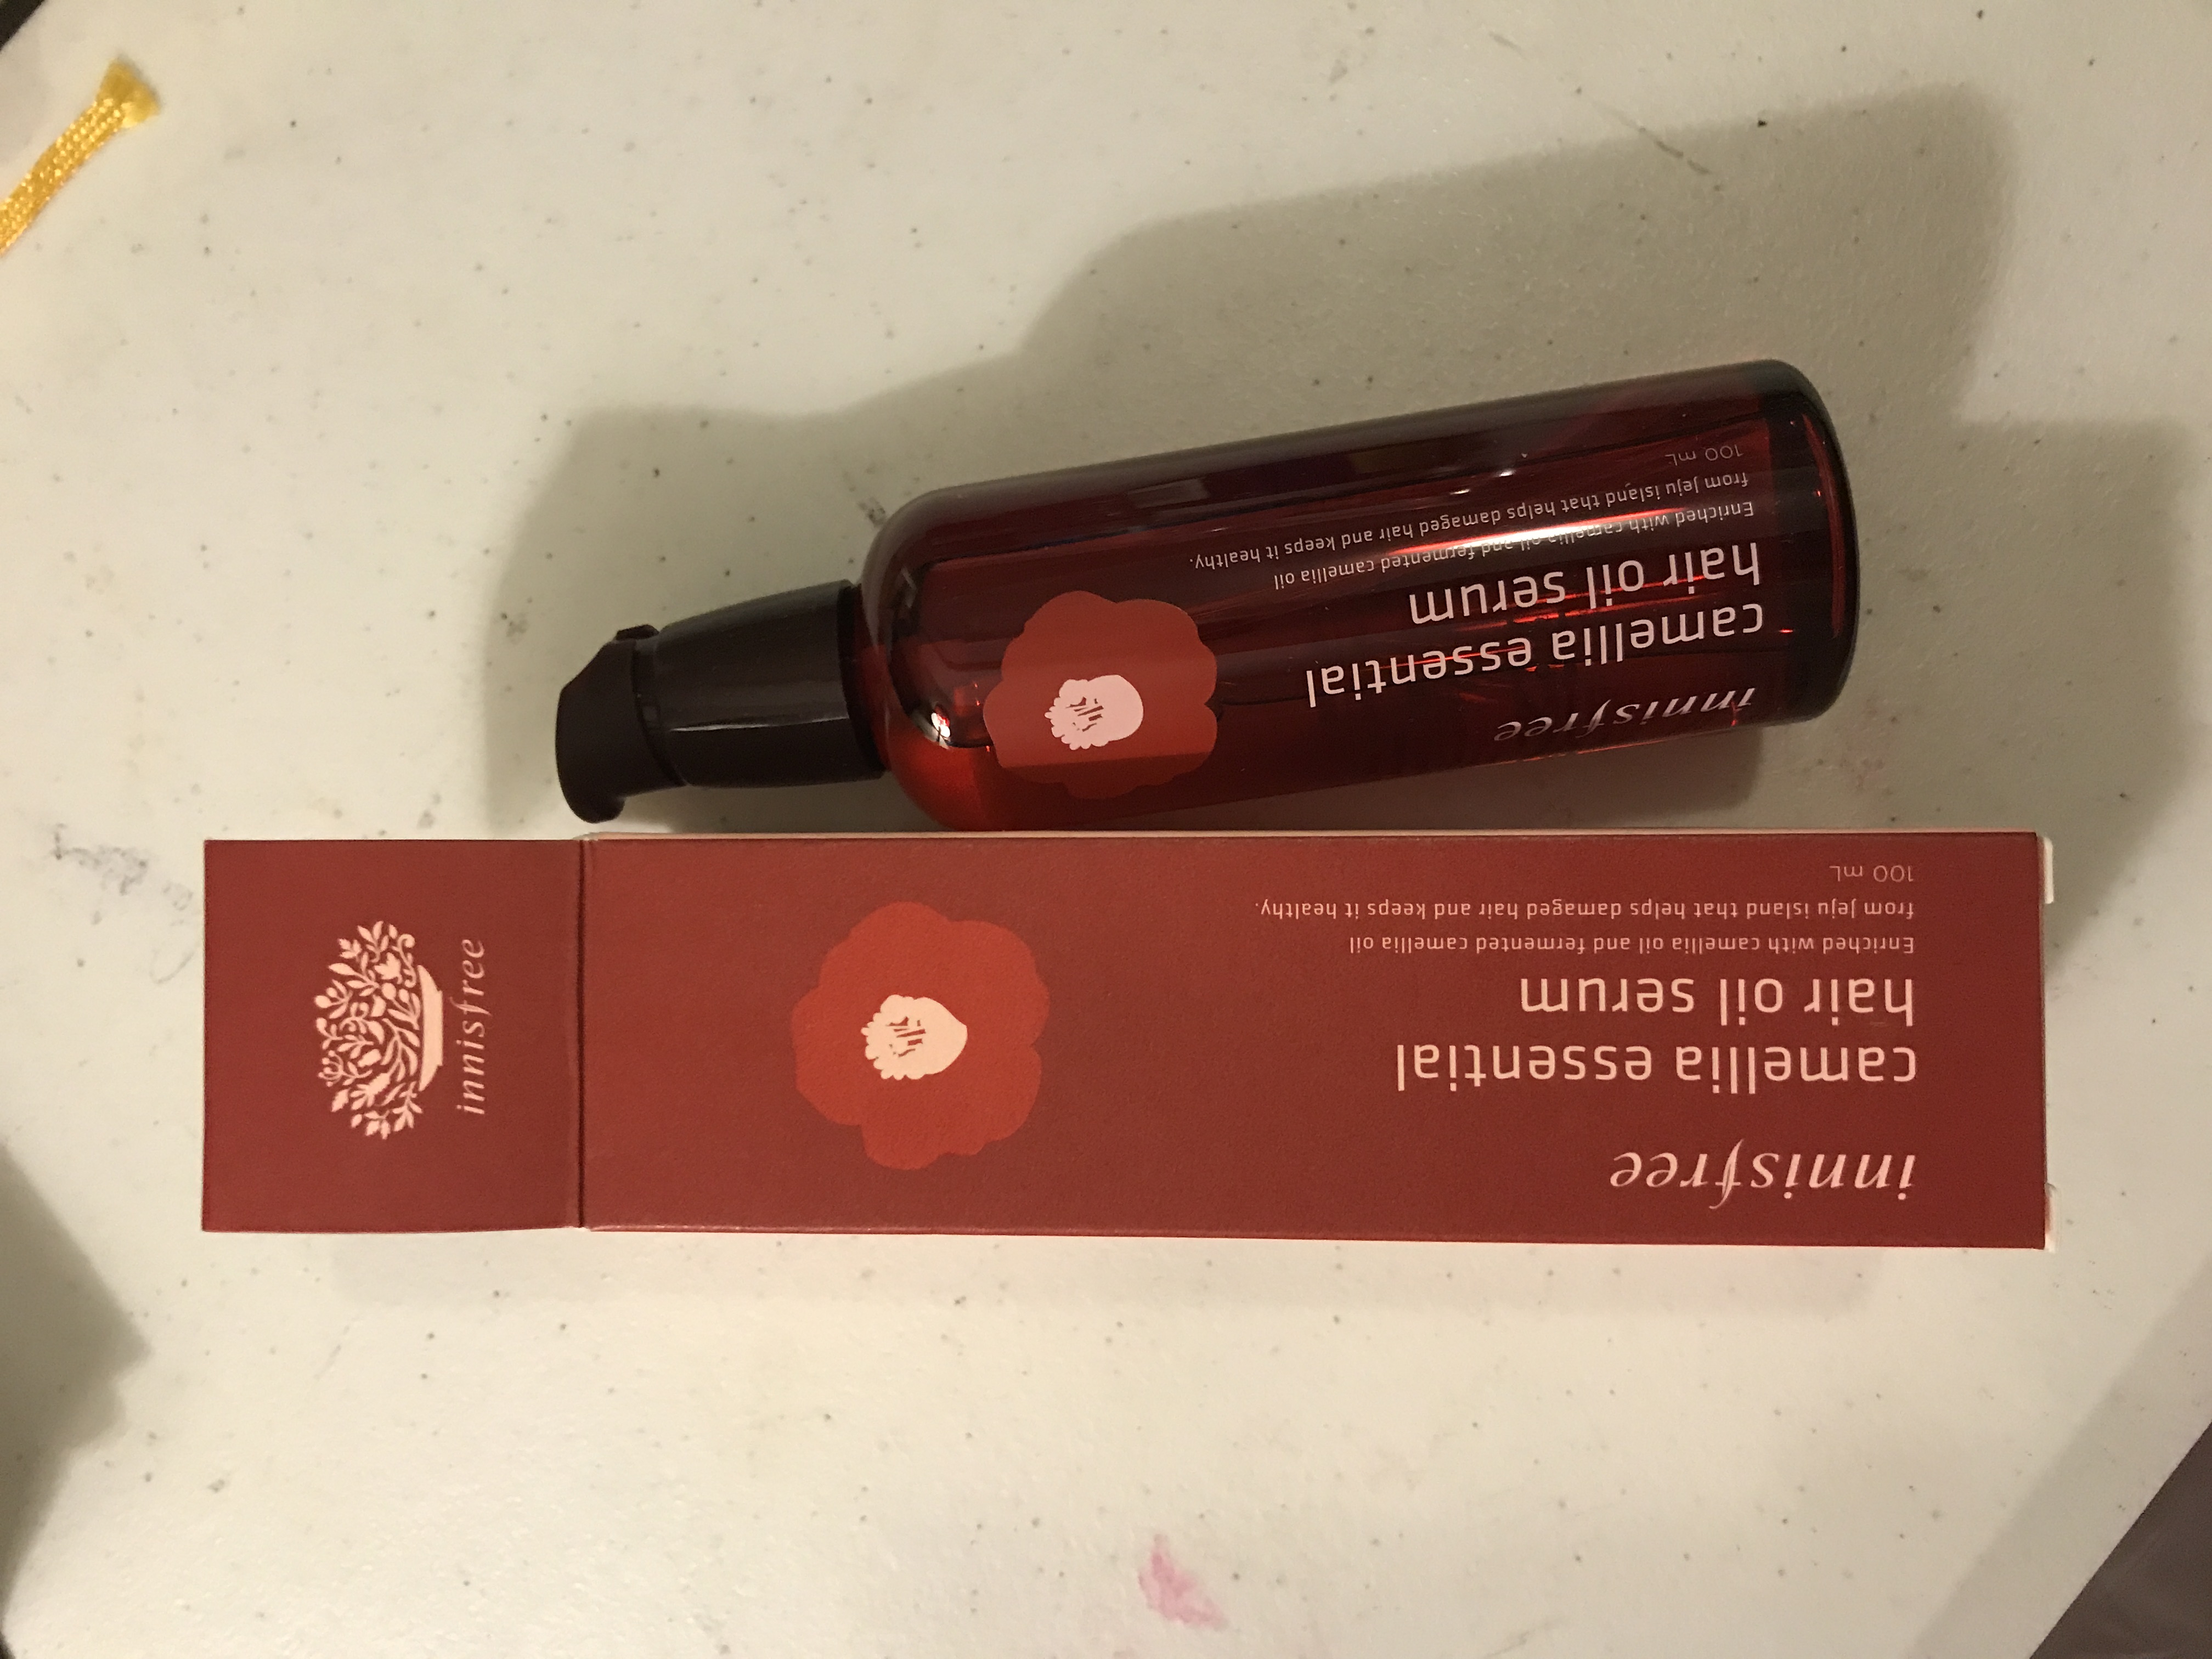 innisfree
camellia essential
hair oil serum
Enriched with camellia oil and fermented camellia oil
from jeju island that helps damaged hair and keeps it healthy.
100 mL
innisfree
innisfree
camellia essential
hair oil serum
Enriched with camellia oil and fermented camellia oil
from jeju island that helps damaged hair and keeps it healthy.
100 mL